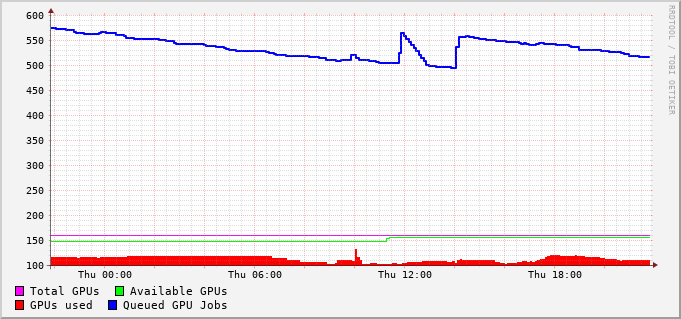 600
550
500
450
400
350
300
250
200
150
100
Thu 00:00 Thu 06:00 Thu 12:00 Thu 18:00
Total GPUs Available GPUs
GPUs used Queued GPU Jobs
RRDTOOL / TOBI OETIKER